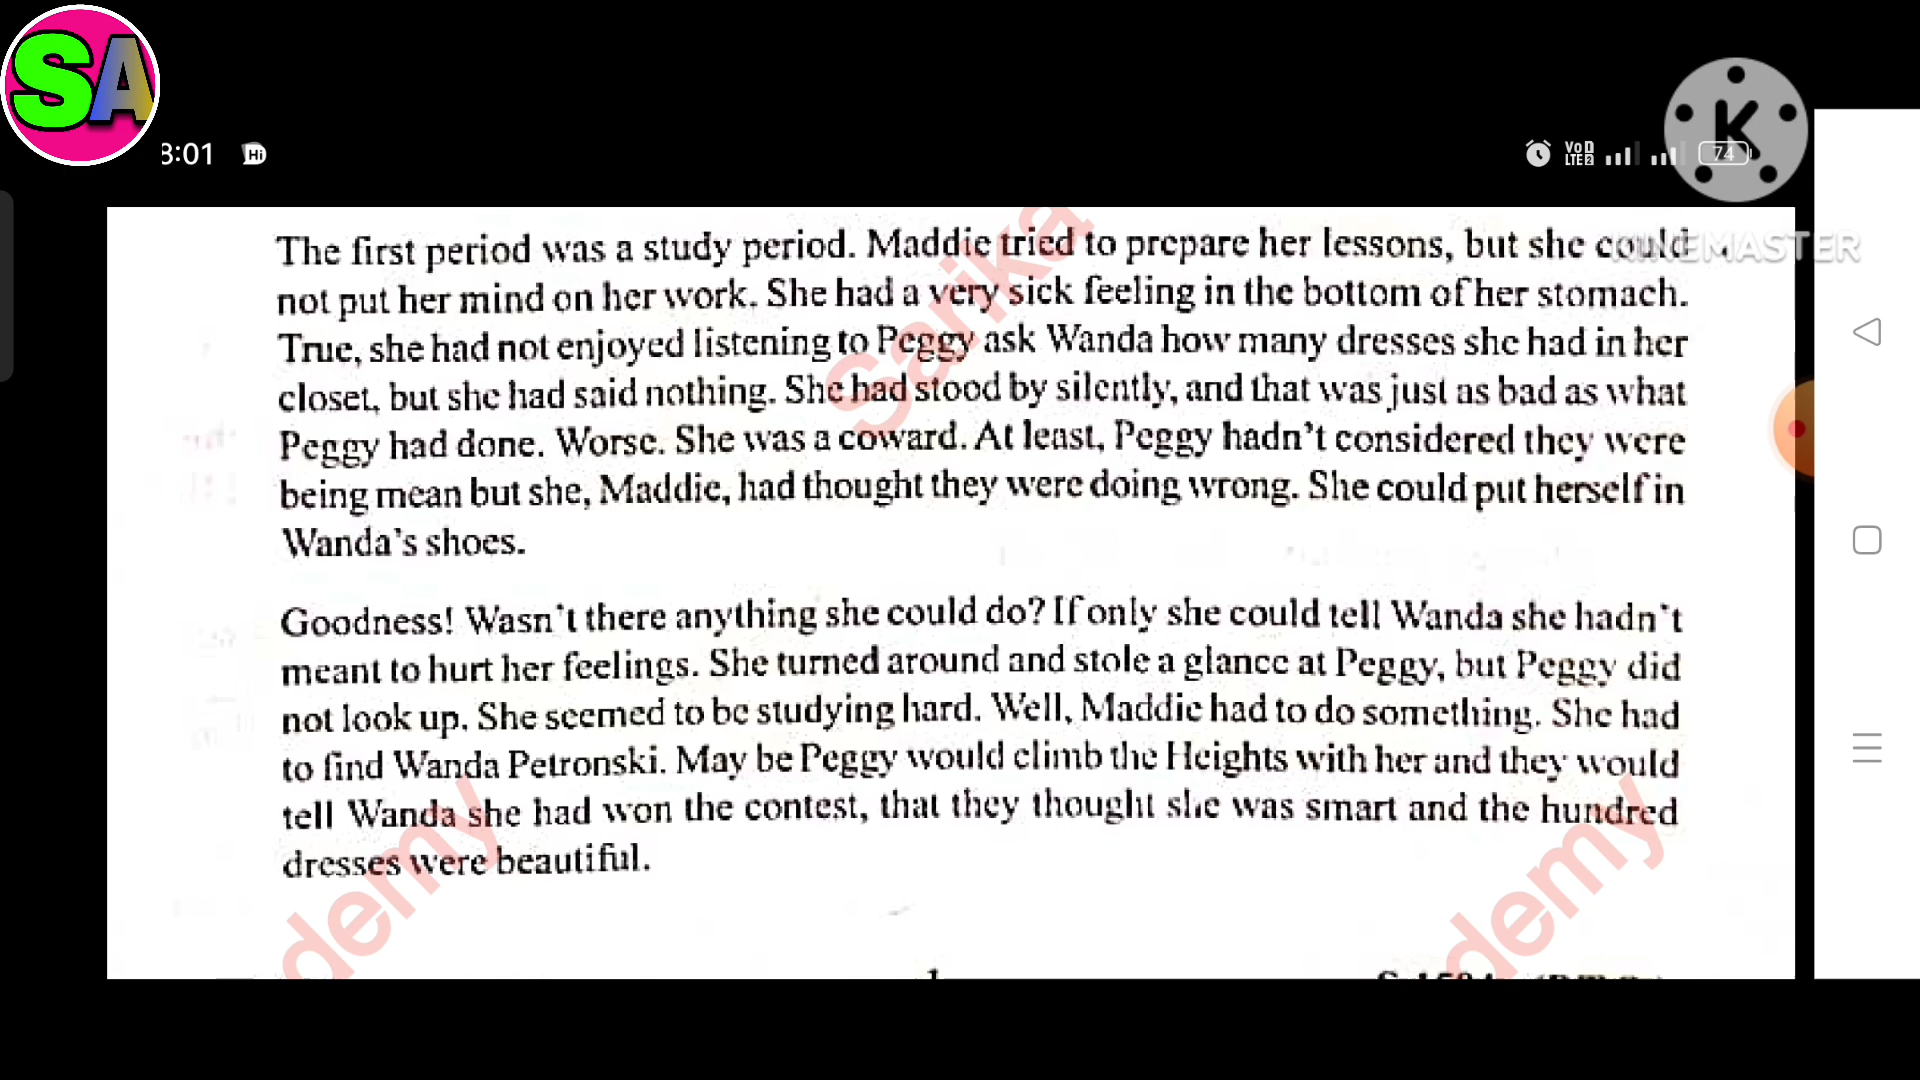 SA
3:01 Hi
VoD LTE2 74
K
KINEMASTER
The first period was a study period. Maddie tried to prepare her lessons, but she could
not put her mind on her work. She had a very sick feeling in the bottom of her stomach.
True, she had not enjoyed listening to Peggy ask Wanda how many dresses she had in her
closet, but she had said nothing. She had stood by silently, and that was just as bad as what
Peggy had done. Worse. She was a coward. At least, Peggy hadn't considered they were
being mean but she, Maddie, had thought they were doing wrong. She could put herself in
Wanda's shoes.
Goodness! Wasn't there anything she could do? If only she could tell Wanda she hadn't
meant to hurt her feelings. She turned around and stole a glance at Peggy, but Peggy did
not look up. She seemed to be studying hard. Well, Maddie had to do something. She had
to find Wanda Petronski. May be Peggy would climb the Heights with her and they would
tell Wanda she had won the contest, that they thought she was smart and the hundred
dresses were beautiful.
Sarika
demy
demy